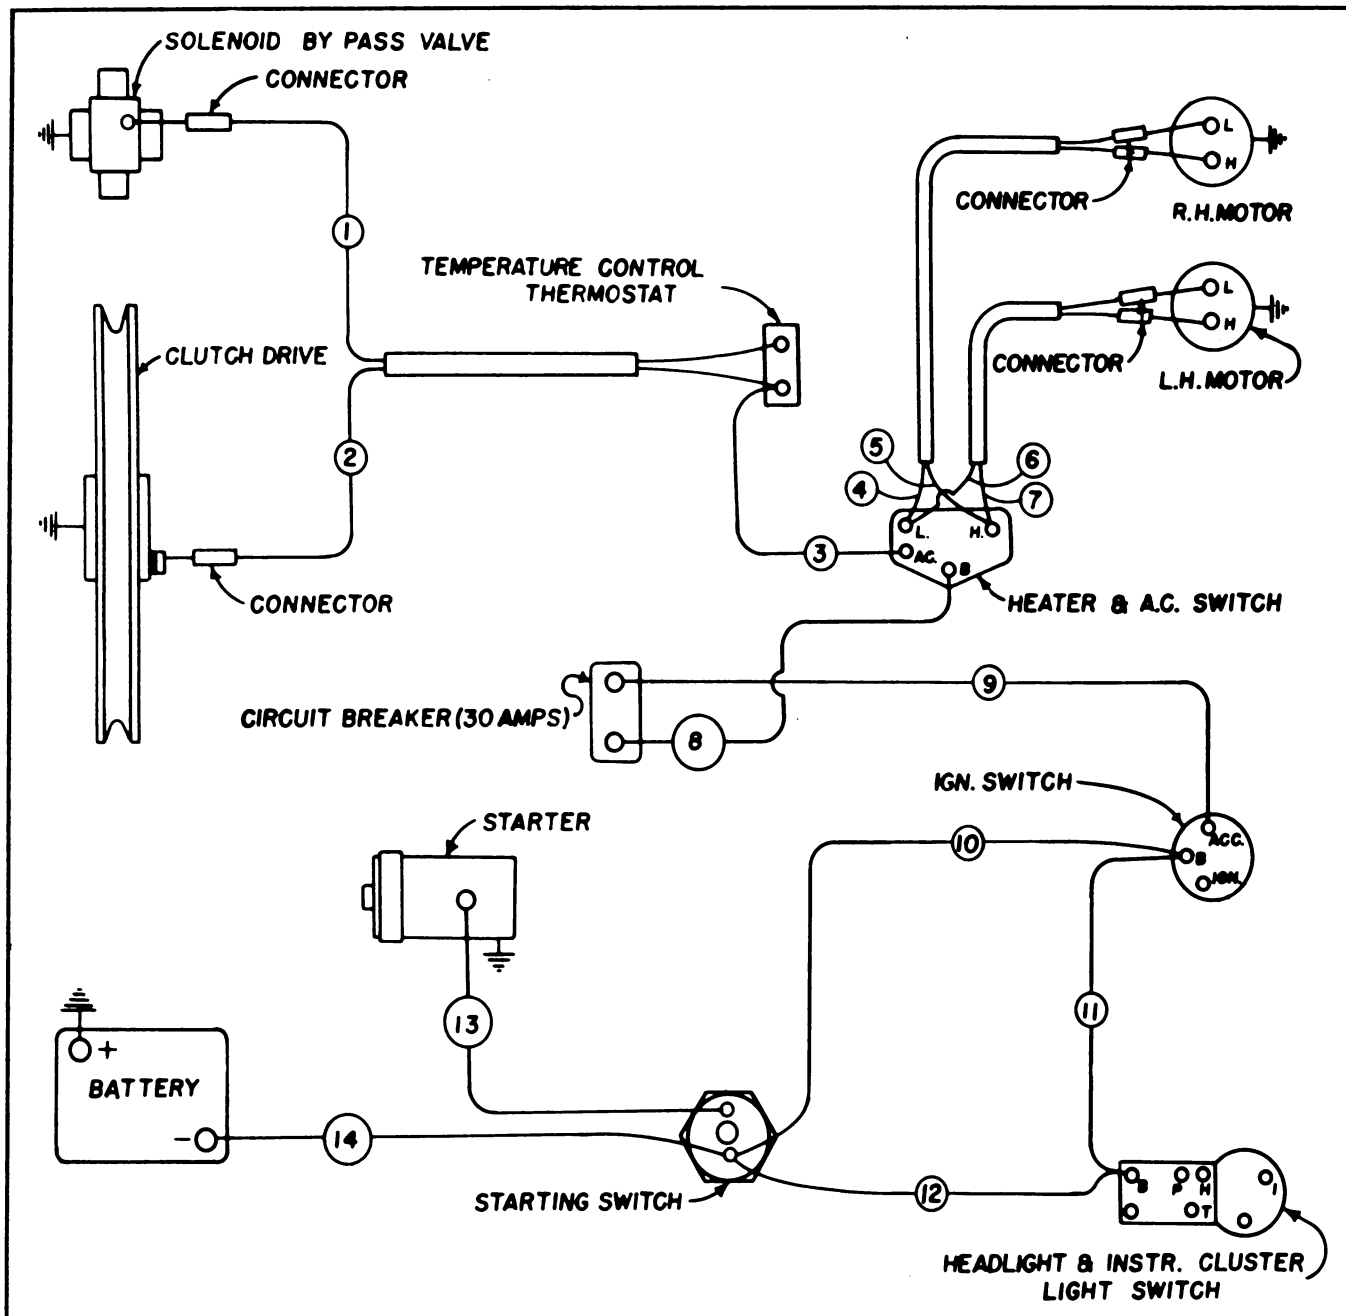 SOLENOID BY PASS VALVE
CONNECTOR
L
H
CONNECTOR
R.H. MOTOR
1
TEMPERATURE CONTROL
THERMOSTAT
L
H
CONNECTOR
L.H. MOTOR
CLUTCH DRIVE
2
5
6
4
7
L.
H.
3
A.C.
B
CONNECTOR
HEATER & A.C. SWITCH
9
CIRCUIT BREAKER (30 AMPS)
8
IGN. SWITCH
STARTER
10
ACC.
B
IGN.
11
13
+
BATTERY
-
14
STARTING SWITCH
12
B
P
H
T
I
HEADLIGHT & INSTR. CLUSTER
LIGHT SWITCH